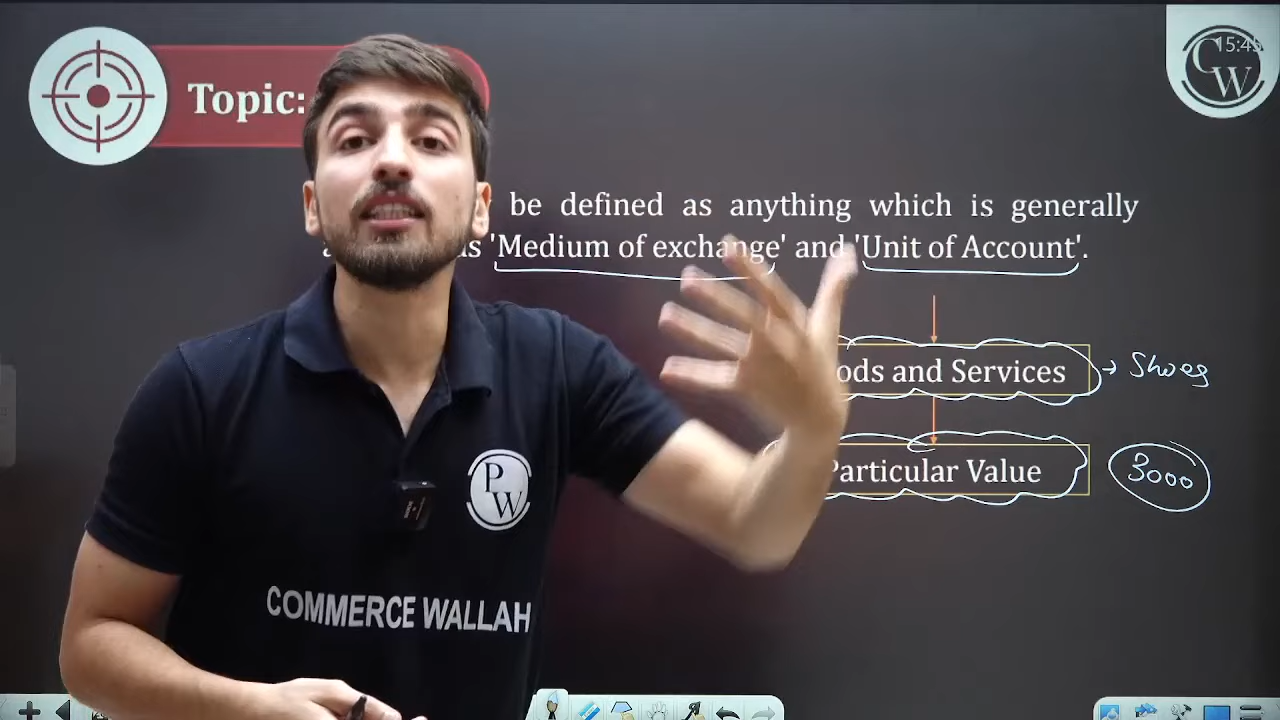 15:45
CW
Topic:
be defined as anything which is generally
'Medium of exchange' and 'Unit of Account'.
ods and Services → Shoes
Particular Value 3000
PW
COMMERCE WALLAH